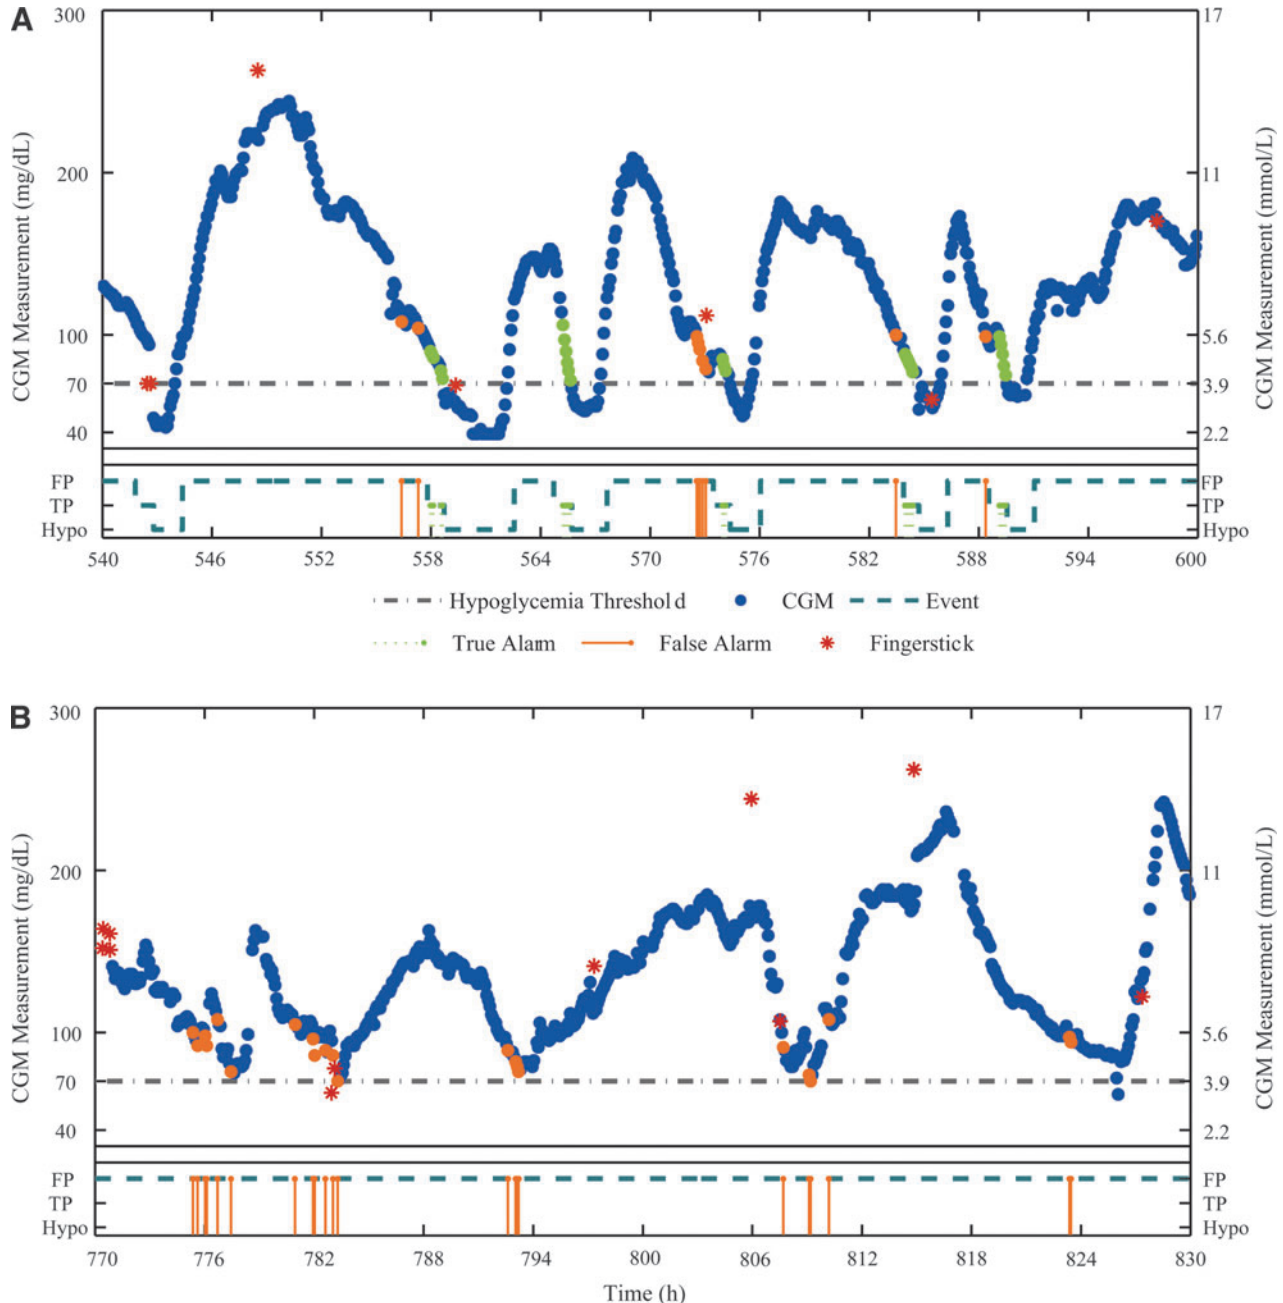 A
300
17
200
11
100
5.6
70
3.9
40
2.2
CGM Measurement (mg/dL)
CGM Measurement (mmol/L)
FP
FP
TP
TP
Hypo
Hypo
540 546 552 558 564 570 576 582 588 594 600
Hypoglycemia Threshold CGM Event
True Alarm False Alarm Fingerstick
B
300
17
200
11
100
5.6
70
3.9
40
2.2
CGM Measurement (mg/dL)
CGM Measurement (mmol/L)
FP
FP
TP
TP
Hypo
Hypo
770 776 782 788 794 800 806 812 818 824 830
Time (h)